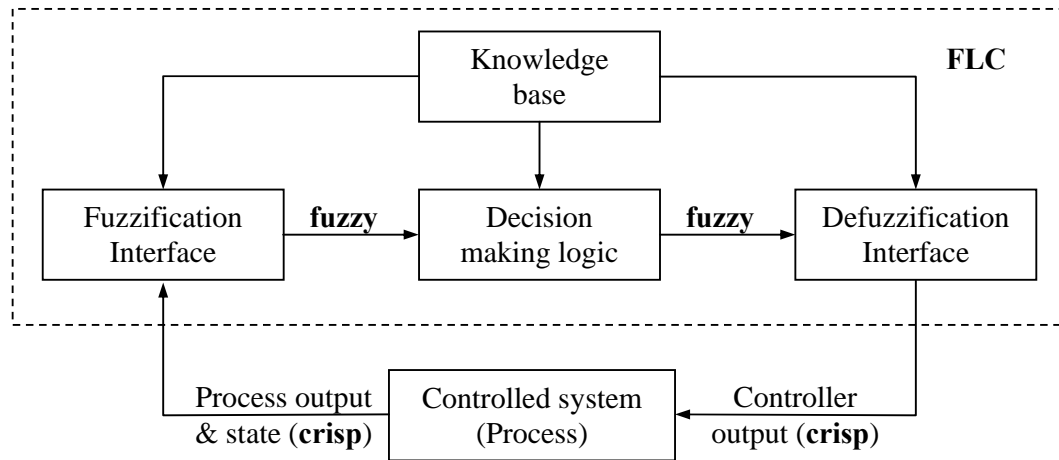 Knowledge
base
FLC
Fuzzification
Interface
fuzzy
Decision
making logic
fuzzy
Defuzzification
Interface
Process output
& state (crisp)
Controlled system
(Process)
Controller
output (crisp)